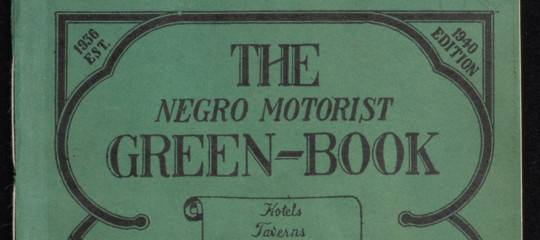 1936
EST.
1940
EDITION
THE
NEGRO MOTORIST
GREEN-BOOK
Hotels
Taverns